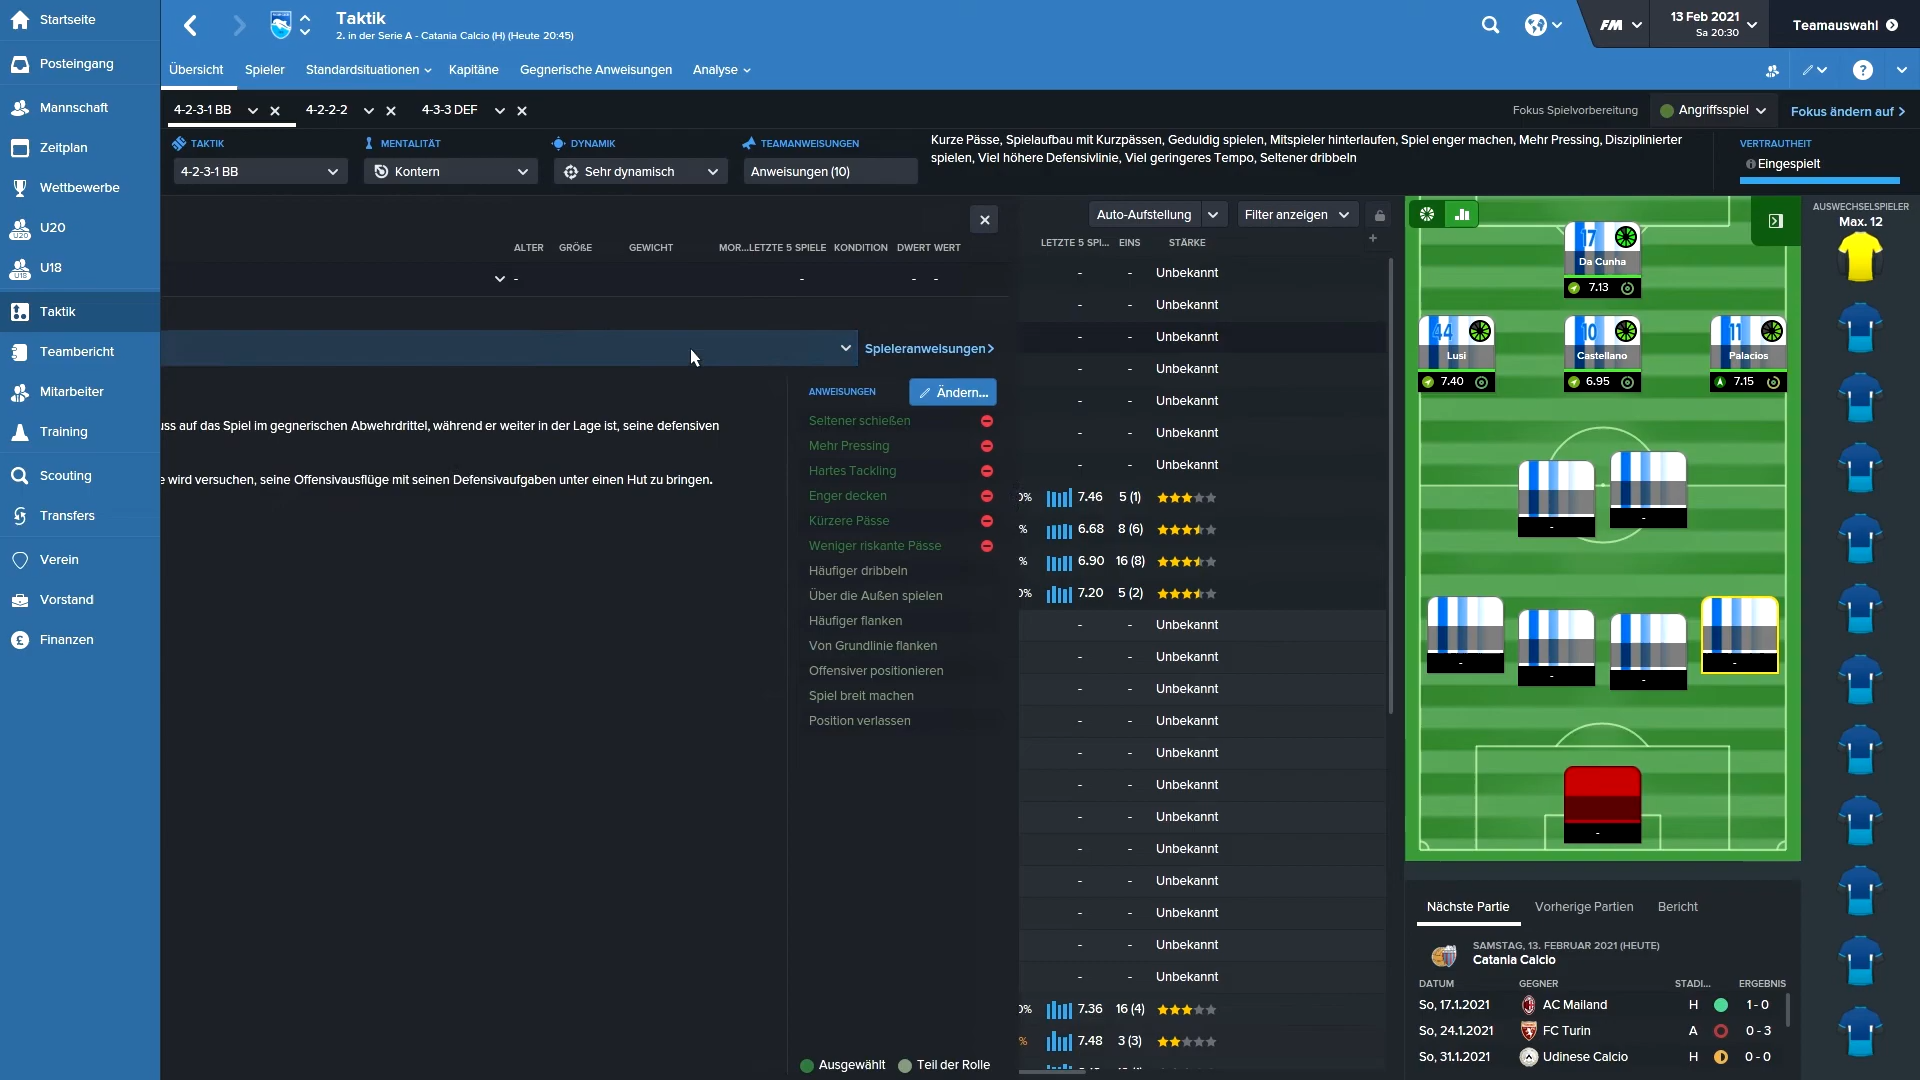 Startseite
Posteingang
Mannschaft
Zeitplan
Wettbewerbe
U20
U18
Taktik
Teambericht
Mitarbeiter
Training
Scouting
Transfers
Verein
Vorstand
Finanzen
Taktik
2. in der Serie A - Catania Calcio (H) (Heute 20:45)
FM
13 Feb 2021
Sa 20:30
Teamauswahl
Übersicht Spieler Standardsituationen Kapitäne Gegnerische Anweisungen Analyse
4-2-3-1 BB 4-2-2-2 4-3-3 DEF
Fokus Spielvorbereitung Angriffsspiel Fokus ändern auf >
TAKTIK MENTALITÄT DYNAMIK TEAMANWEISUNGEN
4-2-3-1 BB Kontern Sehr dynamisch Anweisungen (10)
Kurze Pässe, Spielaufbau mit Kurzpässen, Geduldig spielen, Mitspieler hinterlaufen, Spiel enger machen, Mehr Pressing, Disziplinierter
spielen, Viel höhere Defensivlinie, Viel geringeres Tempo, Seltener dribbeln
VERTRAUTHEIT
Eingespielt
ALTER GRÖßE GEWICHT MOR...LETZTE 5 SPIELE KONDITION DWERT WERT
- - - -
Spieleranweisungen>
uss auf das Spiel im gegnerischen Abwehrdrittel, während er weiter in der Lage ist, seine defensiven
e wird versuchen, seine Offensivausflüge mit seinen Defensivaufgaben unter einen Hut zu bringen.
ANWEISUNGEN Ändern...
Seltener schießen
Mehr Pressing
Hartes Tackling
Enger decken
Kürzere Pässe
Weniger riskante Pässe
Häufiger dribbeln
Über die Außen spielen
Häufiger flanken
Von Grundlinie flanken
Offensiver positionieren
Spiel breit machen
Position verlassen
Ausgewählt Teil der Rolle
Auto-Aufstellung Filter anzeigen
LETZTE 5 SPI... EINS STÄRKE
- - Unbekannt
- - Unbekannt
- - Unbekannt
- - Unbekannt
- - Unbekannt
- - Unbekannt
- - Unbekannt
0% 7.46 5 (1)
% 6.68 8 (6)
% 6.90 16 (8)
0% 7.20 5 (2)
- - Unbekannt
- - Unbekannt
- - Unbekannt
- - Unbekannt
- - Unbekannt
- - Unbekannt
- - Unbekannt
- - Unbekannt
- - Unbekannt
- - Unbekannt
- - Unbekannt
- - Unbekannt
0% 7.36 16 (4)
% 7.48 3 (3)
17
Da Cunha
7.13
44 10 11
Lusi Castellano Palacios
7.40 6.95 7.15
- -
- - - -
-
AUSWECHSELSPIELER
Max. 12
Nächste Partie Vorherige Partien Bericht
SAMSTAG, 13. FEBRUAR 2021 (HEUTE)
Catania Calcio
DATUM GEGNER STADI... ERGEBNIS
So, 17.1.2021 AC Mailand H 1 - 0
So, 24.1.2021 FC Turin A 0 - 3
So, 31.1.2021 Udinese Calcio H 0 - 0